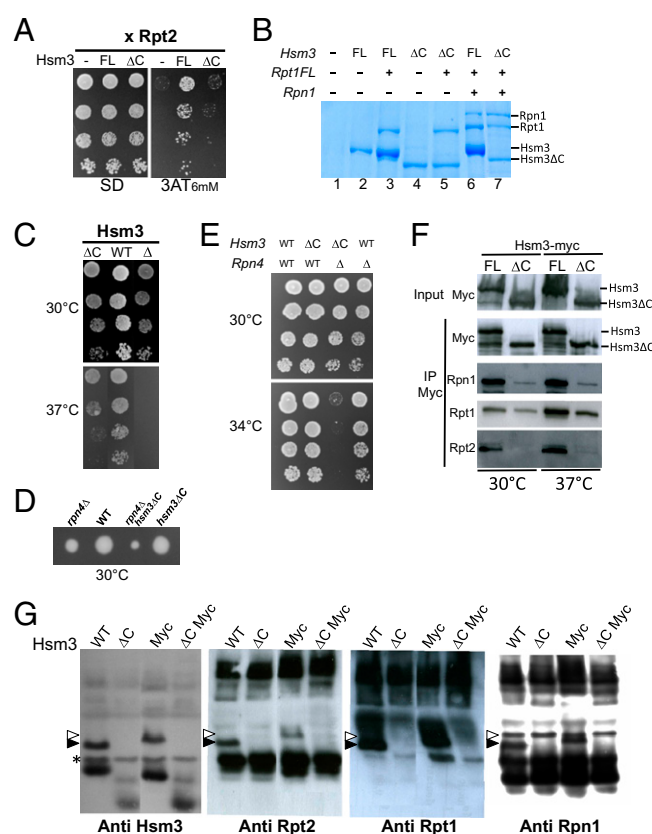 A
x Rpt2
Hsm3 - FL ΔC - FL ΔC
SD 3AT6mM
B
Hsm3 - FL FL ΔC ΔC FL ΔC
Rpt1FL - - + - + + +
Rpn1 - - - - - + +
Rpn1
Rpt1
Hsm3
Hsm3ΔC
1 2 3 4 5 6 7
C
Hsm3
ΔC WT Δ
30°C
37°C
D
rpn4Δ WT rpn4Δ hsm3ΔC hsm3ΔC
30°C
E
Hsm3 WT ΔC ΔC WT
Rpn4 WT WT Δ Δ
30°C
34°C
F
Hsm3-myc
FL ΔC FL ΔC
Input Myc
Hsm3
Hsm3ΔC
IP Myc
Myc
Hsm3
Hsm3ΔC
Rpn1
Rpt1
Rpt2
30°C 37°C
G
Hsm3 WT ΔC Myc ΔC Myc WT ΔC Myc ΔC Myc WT ΔC Myc ΔC Myc WT ΔC Myc ΔC Myc
*
Anti Hsm3 Anti Rpt2 Anti Rpt1 Anti Rpn1